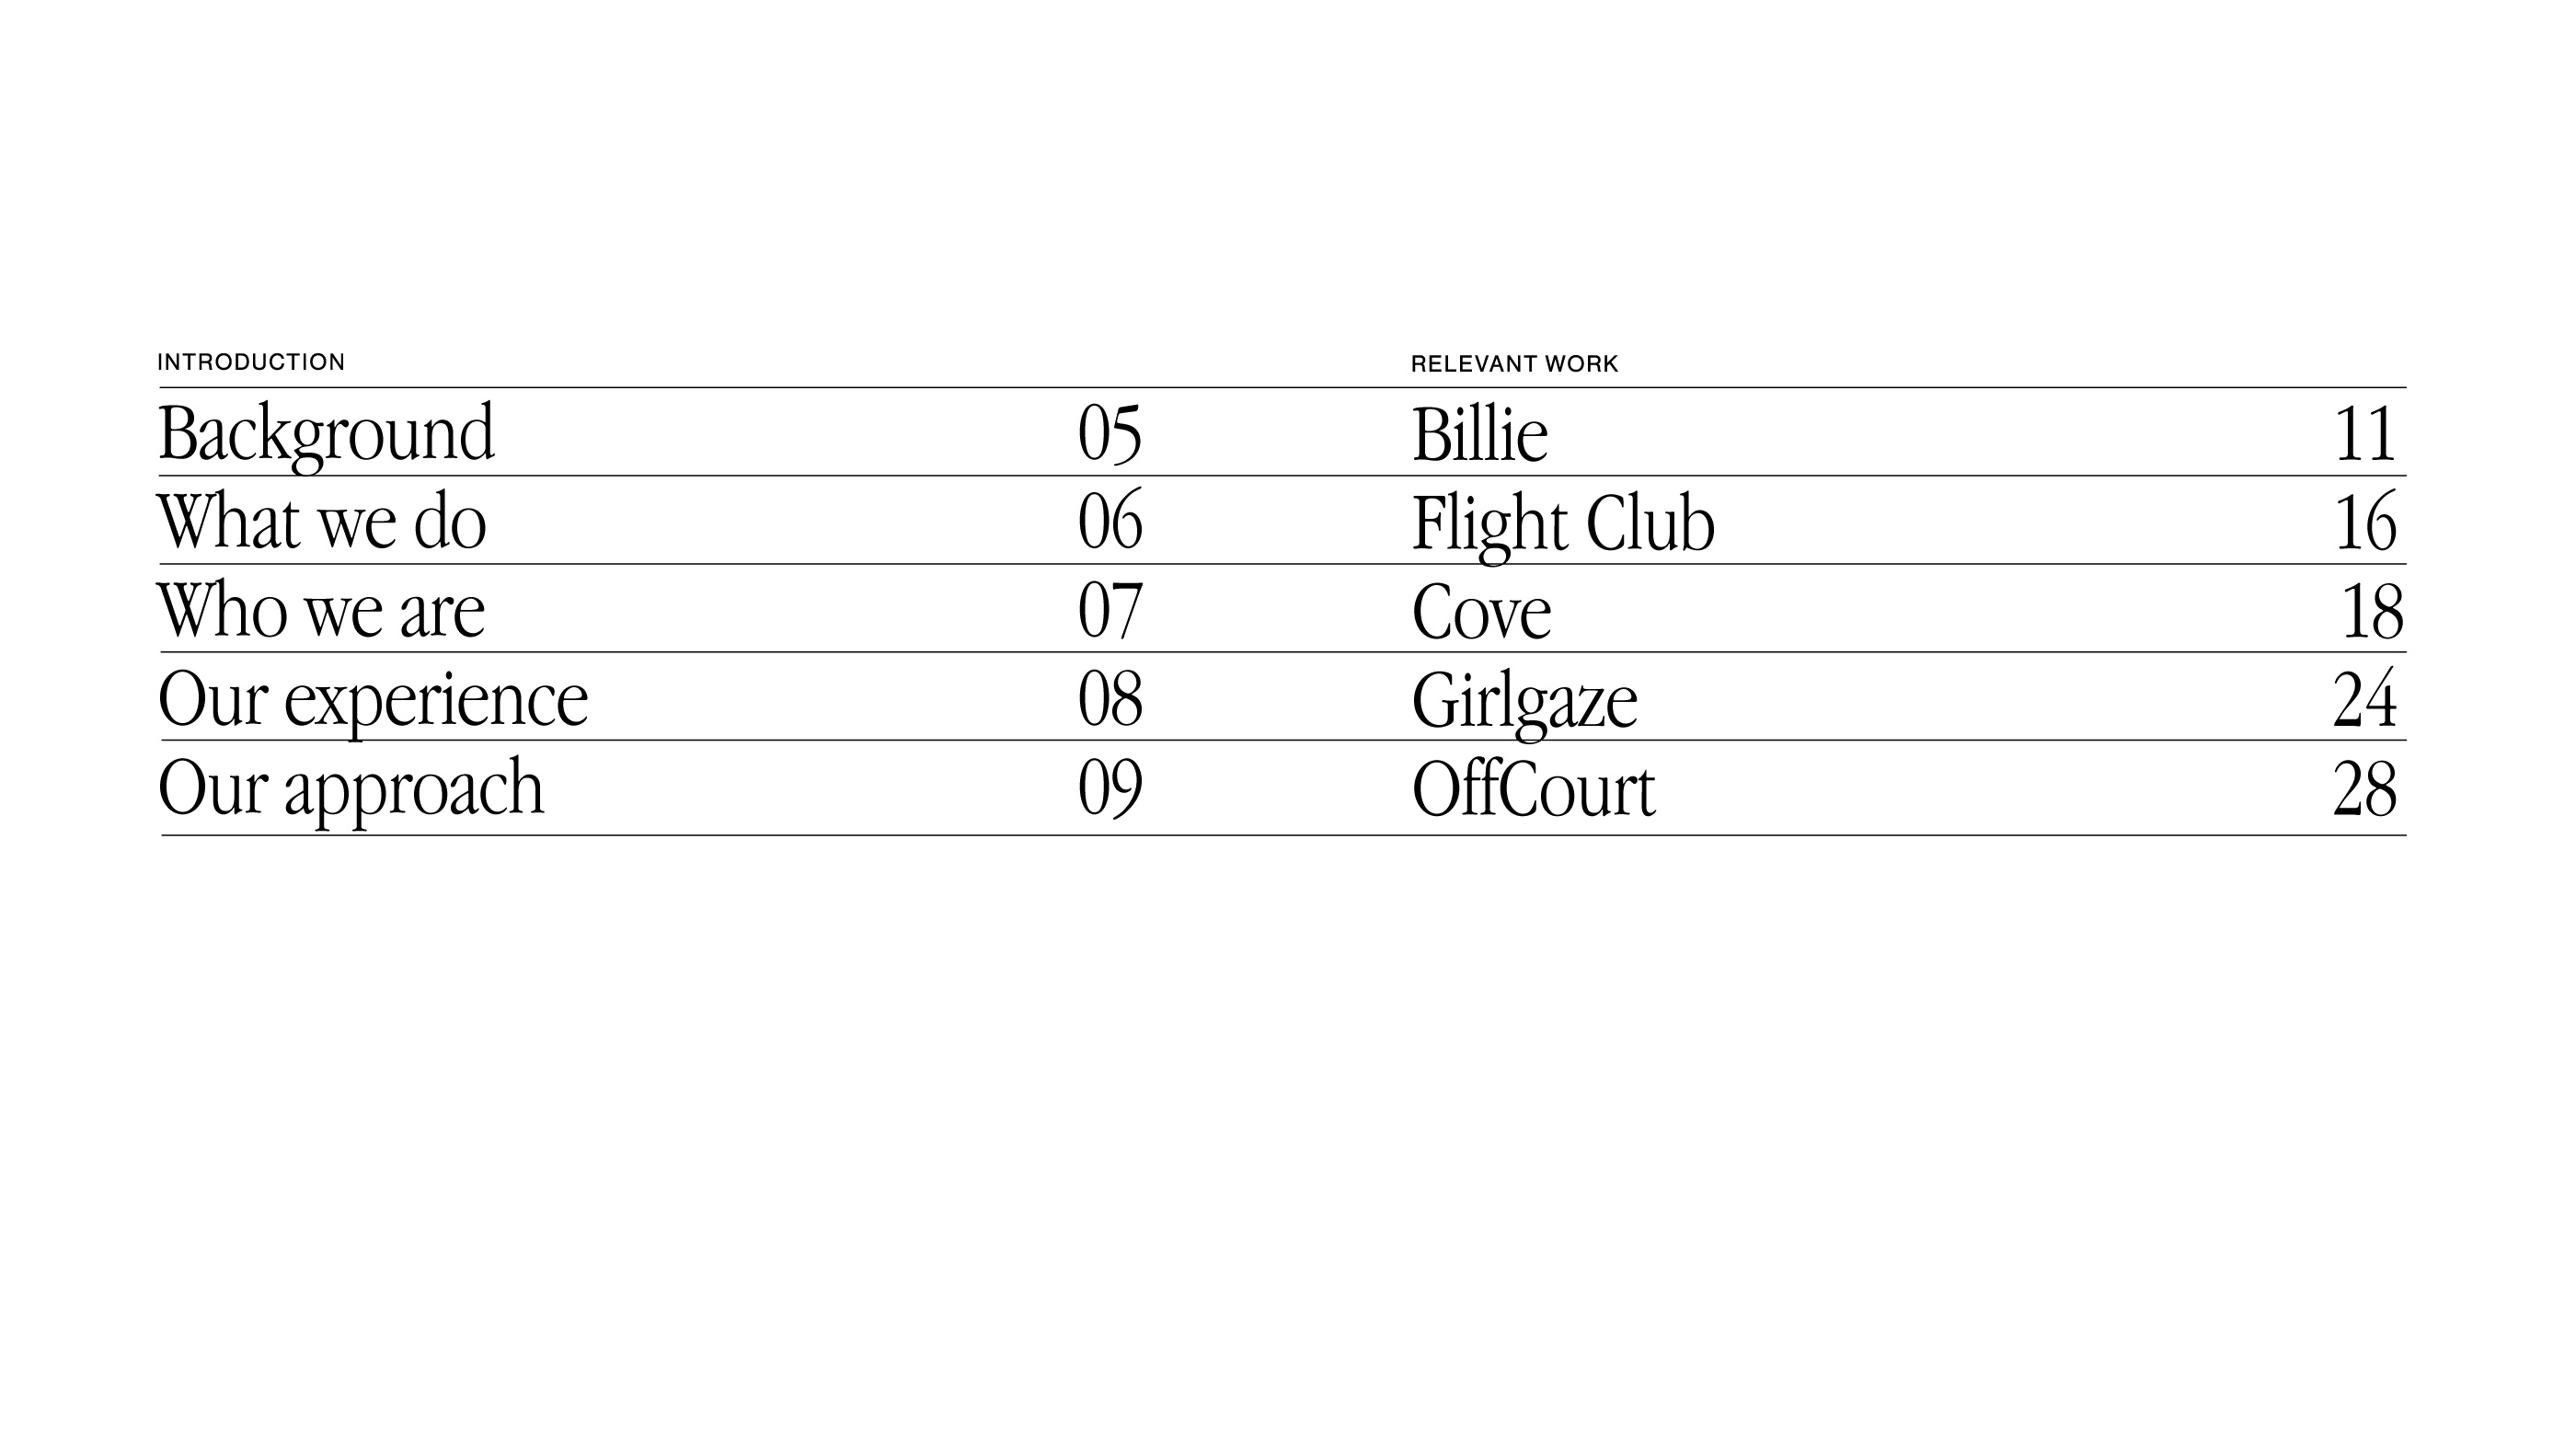 INTRODUCTION
Background 05
What we do 06
Who we are 07
Our experience 08
Our approach 09
RELEVANT WORK
Billie 11
Flight Club 16
Cove 18
Girlgaze 24
OffCourt 28